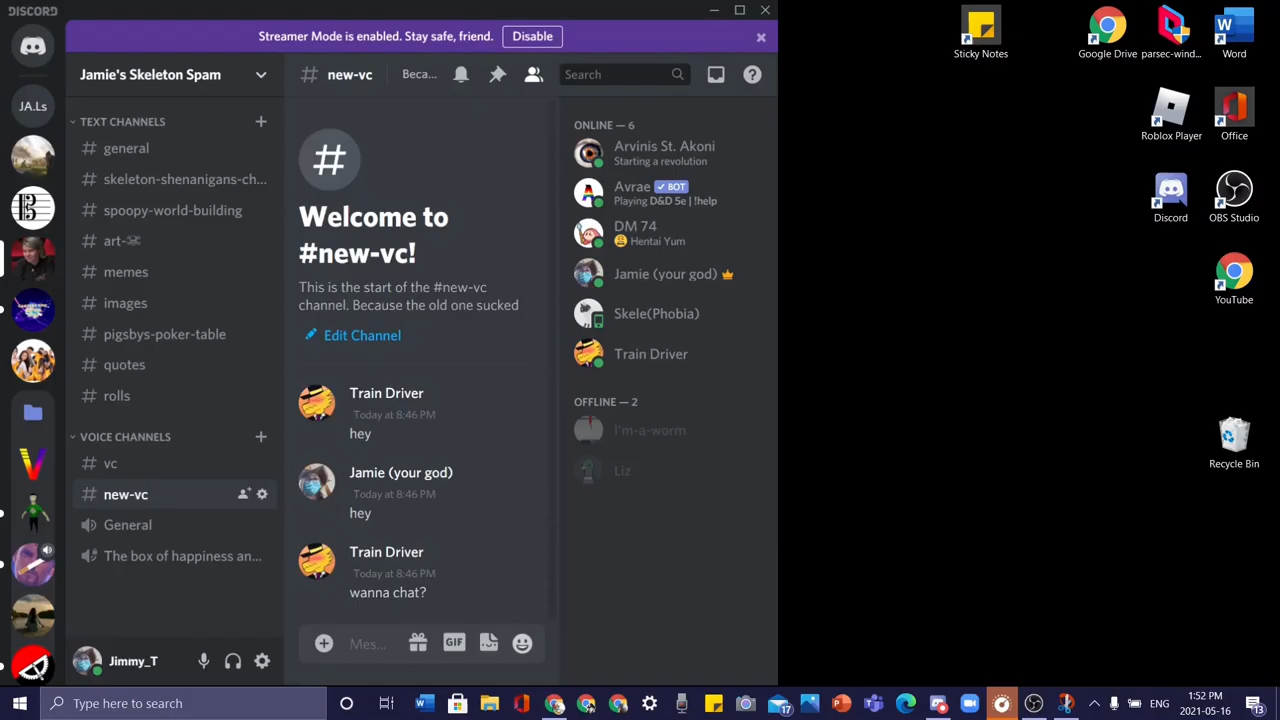 DISCORD
Streamer Mode is enabled. Stay safe, friend.
Disable
Jamie's Skeleton Spam
new-vc
Beca...
Search
JA.Ls
TEXT CHANNELS
general
skeleton-shenanigans-ch...
spoopy-world-building
art-
memes
images
pigsbys-poker-table
quotes
rolls
VOICE CHANNELS
vc
new-vc
General
The box of happiness an...
Jimmy_T
Welcome to
#new-vc!
This is the start of the #new-vc
channel. Because the old one sucked
Edit Channel
Train Driver
Today at 8:46 PM
hey
Jamie (your god)
Today at 8:46 PM
hey
Train Driver
Today at 8:46 PM
wanna chat?
Mes...
GIF
ONLINE — 6
Arvinis St. Akoni
Starting a revolution
Avrae ✓ BOT
Playing D&D 5e | !help
DM 74
Hentai Yum
Jamie (your god)
Skele(Phobia)
Train Driver
OFFLINE — 2
I'm-a-worm
Liz
Sticky Notes
Google Drive
parsec-wind...
Word
Roblox Player
Office
Discord
OBS Studio
YouTube
Recycle Bin
Type here to search
17
ENG
1:52 PM
2021-05-16
13